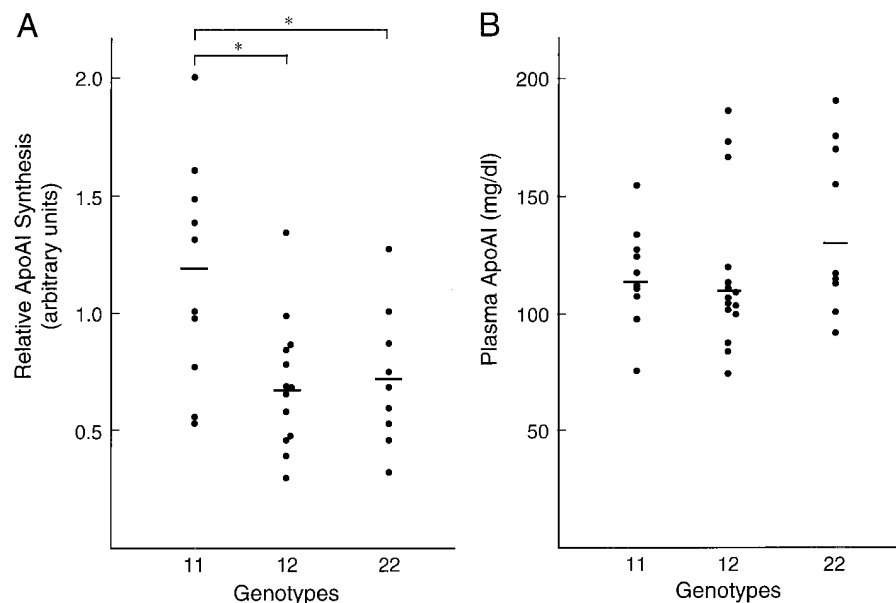 A
*
*
2.0
1.5
1.0
0.5
Relative ApoAI Synthesis
(arbitrary units)
11 12 22
Genotypes
B
200
150
100
50
0
Plasma ApoAI (mg/dl)
11 12 22
Genotypes